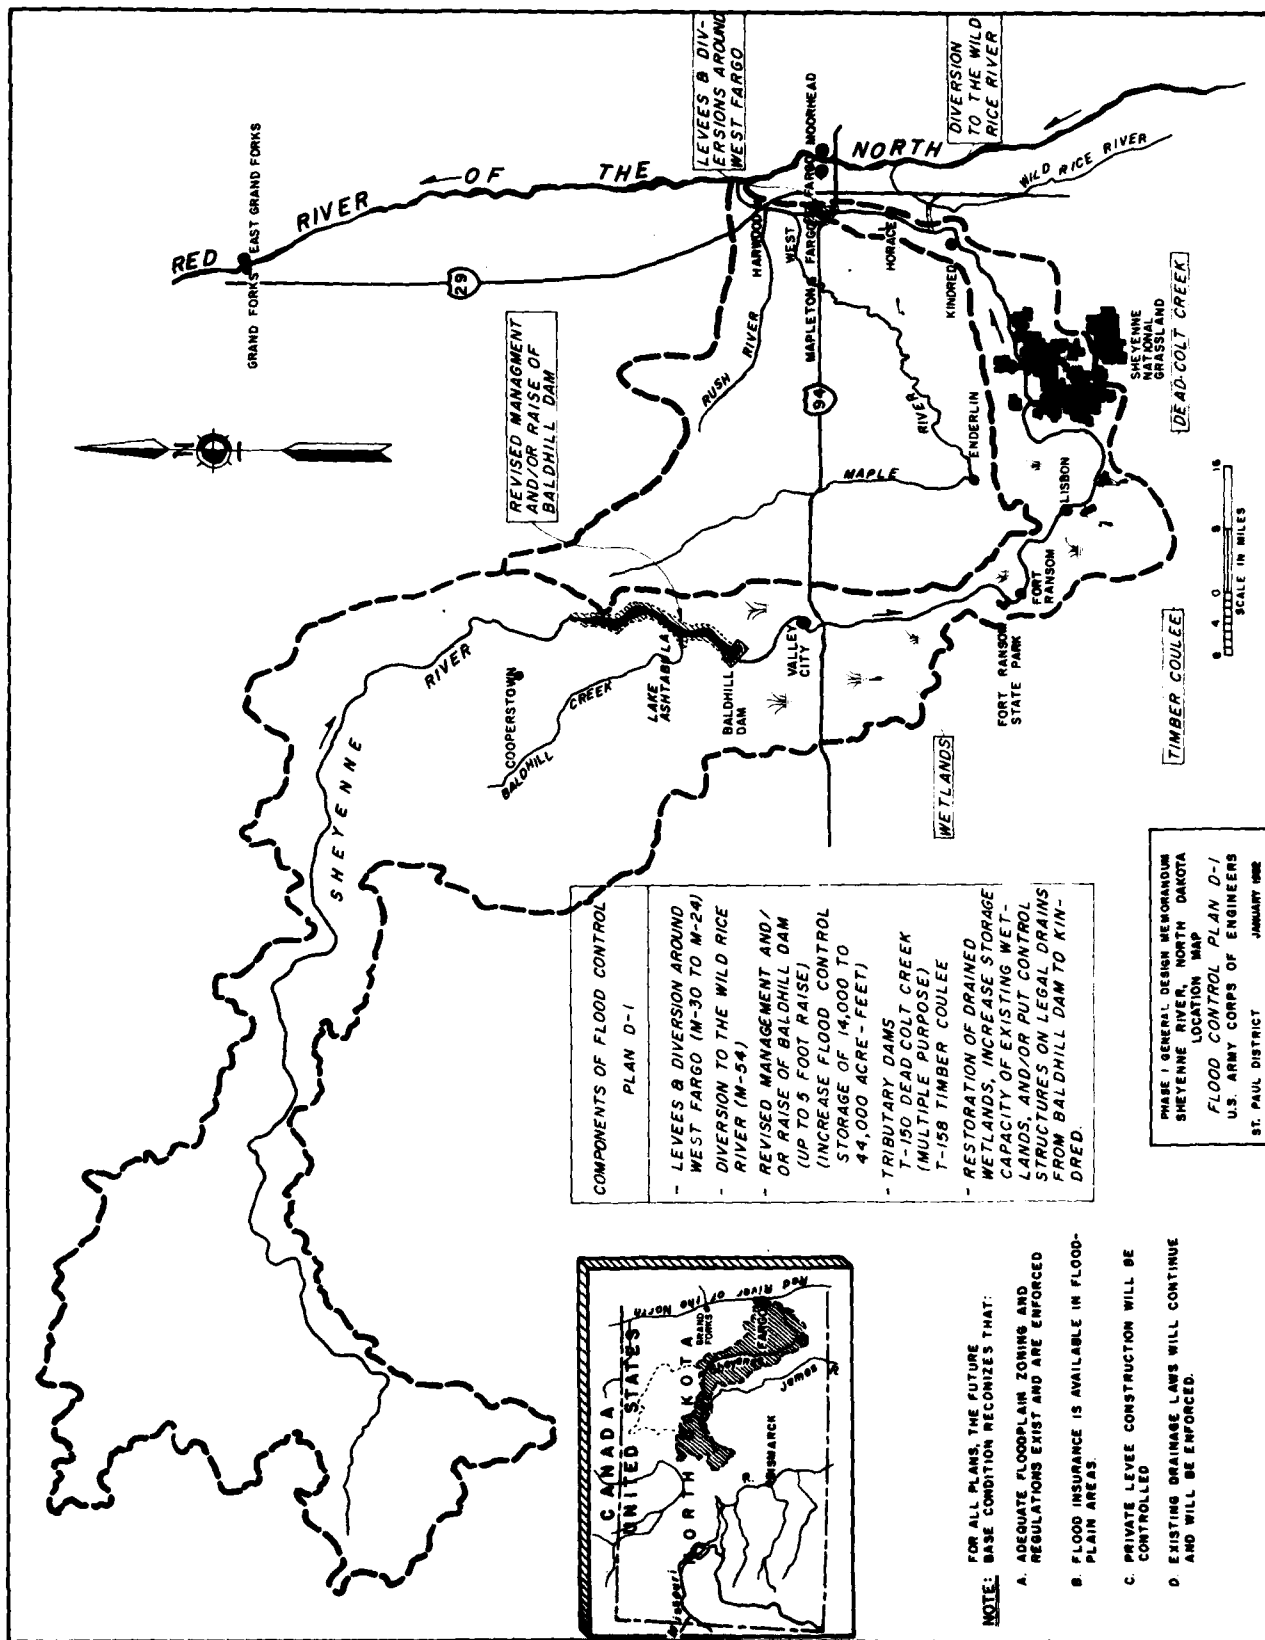 RED RIVER OF THE NORTH
GRAND FORKS
EAST GRAND FORKS
29
LEVEES & DIV-
ERSIONS AROUND
WEST FARGO
DIVERSION
TO THE WILD
RICE RIVER
WILD RICE RIVER
REVISED MANAGMENT
AND/OR RAISE OF
BALDHILL DAM
N
RUSH RIVER
HARWOOD
WEST
FARGO
FARGO
MOORHEAD
MAPLETON
94
HORACE
KINDRED
MAPLE RIVER
ENDERLIN
SHEYENNE
NATIONAL
GRASSLAND
DEAD-COLT CREEK
LISBON
FORT
RANSOM
FORT RANSOM
STATE PARK
TIMBER COULEE
WETLANDS
VALLEY
CITY
BALDHILL
DAM
LAKE
ASHTABULA
BALDHILL CREEK
COOPERSTOWN
SHEYENNE RIVER
8 4 0 8 16
SCALE IN MILES
COMPONENTS OF FLOOD CONTROL
PLAN D-1
- LEVEES & DIVERSION AROUND
WEST FARGO (M-30 TO M-24)
- DIVERSION TO THE WILD RICE
RIVER (M-54)
- REVISED MANAGEMENT AND/
OR RAISE OF BALDHILL DAM
(UP TO 5 FOOT RAISE)
(INCREASE FLOOD CONTROL
STORAGE OF 14,000 TO
44,000 ACRE-FEET)
- TRIBUTARY DAMS
T-150 DEAD COLT CREEK
(MULTIPLE PURPOSE)
T-158 TIMBER COULEE
- RESTORATION OF DRAINED
WETLANDS, INCREASE STORAGE
CAPACITY OF EXISTING WET-
LANDS, AND/OR PUT CONTROL
STRUCTURES ON LEGAL DRAINS
FROM BALDHILL DAM TO KIN-
DRED.
CANADA
UNITED STATES
NORTH
KOTA
Red River of the North
GRAND
FORKS
FARGO
Sheyenne
James
BISMARCK
Missouri
R
NOTE: FOR ALL PLANS, THE FUTURE
BASE CONDITION RECONIZES THAT:
A. ADEQUATE FLOODPLAIN ZONING AND
REGULATIONS EXIST AND ARE ENFORCED
B. FLOOD INSURANCE IS AVAILABLE IN FLOOD-
PLAIN AREAS.
C. PRIVATE LEVEE CONSTRUCTION WILL BE
CONTROLLED
D. EXISTING DRAINAGE LAWS WILL CONTINUE
AND WILL BE ENFORCED.
PHASE I GENERAL DESIGN MEMORANDUM
SHEYENNE RIVER, NORTH DAKOTA
LOCATION MAP
FLOOD CONTROL PLAN D-1
U.S. ARMY CORPS OF ENGINEERS
ST. PAUL DISTRICT JANUARY 1982